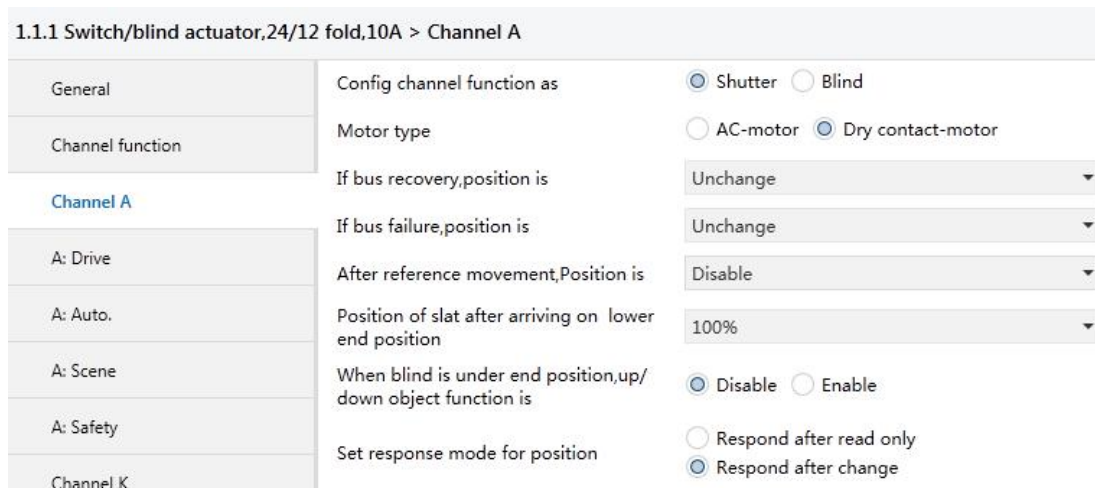 1.1.1 Switch/blind actuator,24/12 fold,10A > Channel A
General
Channel function
Channel A
A: Drive
A: Auto.
A: Scene
A: Safety
Channel K
Config channel function as
Shutter Blind
Motor type
AC-motor Dry contact-motor
If bus recovery,position is
Unchange
If bus failure,position is
Unchange
After reference movement,Position is
Disable
Position of slat after arriving on lower
end position
100%
When blind is under end position,up/
down object function is
Disable Enable
Set response mode for position
Respond after read only
Respond after change